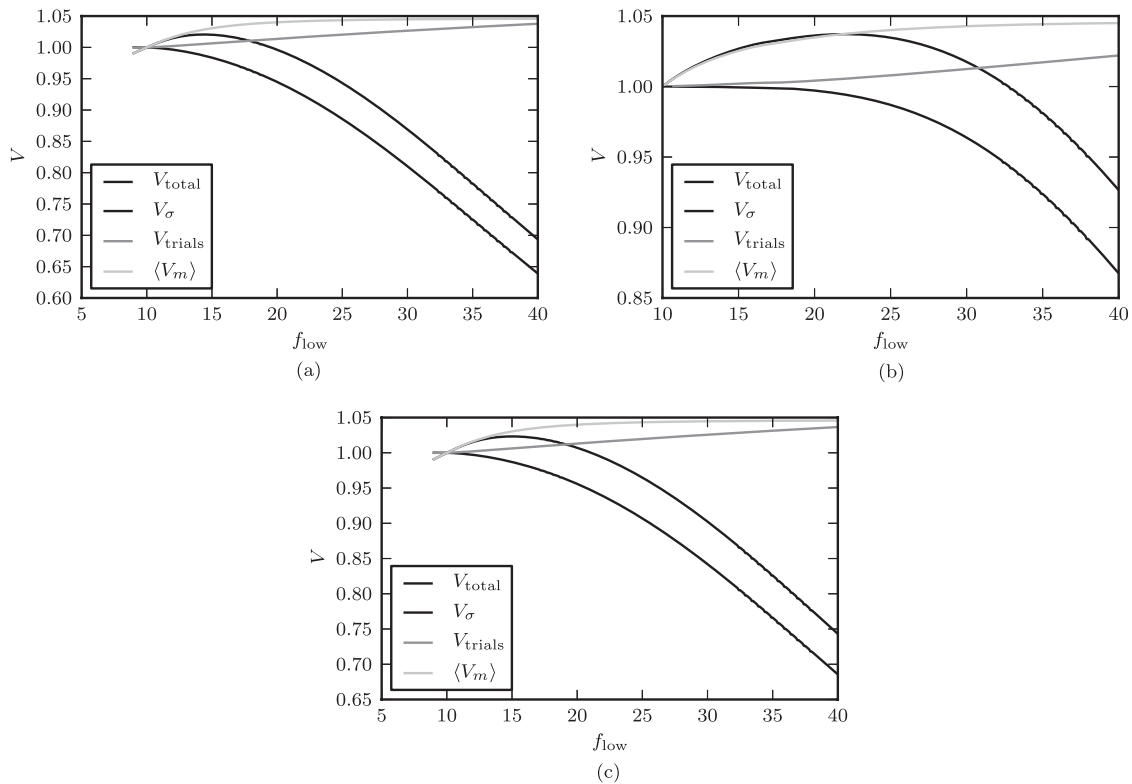 1.05
1.00
0.95
0.90
0.85
0.80
0.75
0.70
0.65
0.60
V
V_total
V_σ
V_trials
⟨V_m⟩
5 10 15 20 25 30 35 40
f_low
(a)
1.05
1.00
0.95
0.90
0.85
V
V_total
V_σ
V_trials
⟨V_m⟩
10 15 20 25 30 35 40
f_low
(b)
1.05
1.00
0.95
0.90
0.85
0.80
0.75
0.70
0.65
V
V_total
V_σ
V_trials
⟨V_m⟩
5 10 15 20 25 30 35 40
f_low
(c)